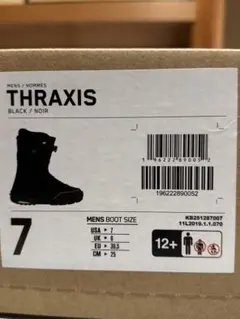 MENS / HOMMES
THRAXIS
BLACK / NOIR
196222890052
KB201287007
11L2019.1.1.070
7
MENS BOOT SIZE
USA ▸ 7
UK ▸ 6
EUR ▸ 39,5
CM ▸ 25
12+